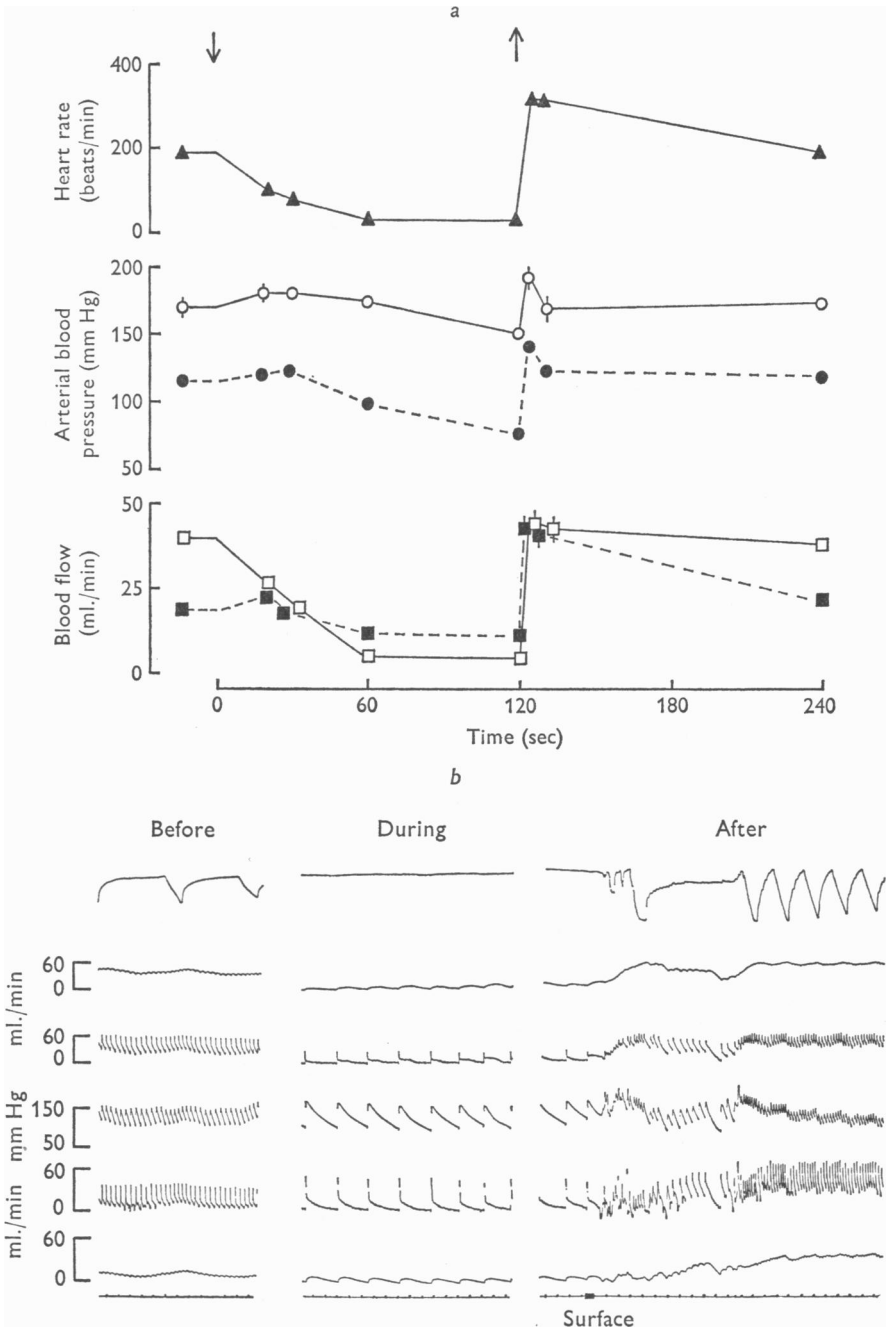 a
400
200
0
Heart rate
(beats/min)
200
150
100
50
Arterial blood
pressure (mm Hg)
50
25
0
Blood flow
(ml./min)
0
60
120
180
240
Time (sec)
b
Before
During
After
60
0
60
0
ml./min
150
50
mm Hg
60
0
60
0
ml./min
Surface